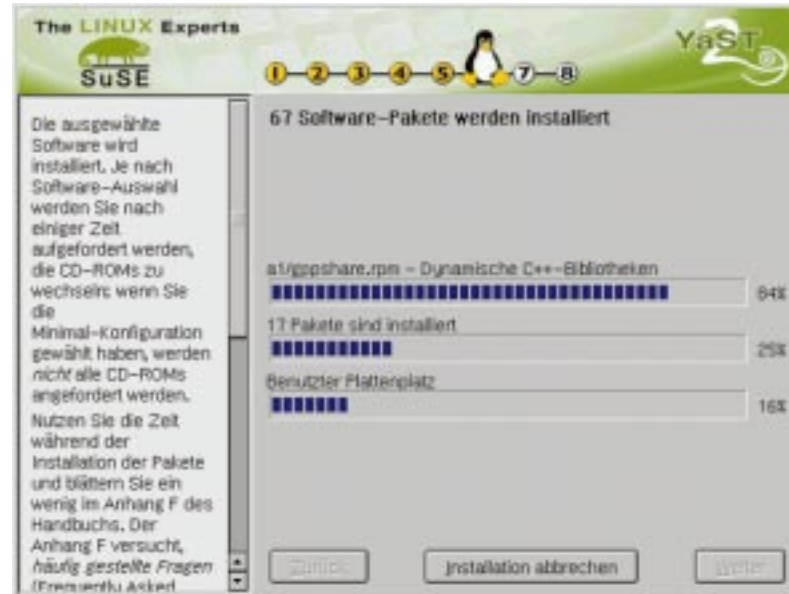 The LINUX Experts
SuSE
1-2-3-4-5-7-8
YaST
2
Die ausgewählte
Software wird
installiert. Je nach
Software-Auswahl
werden Sie nach
einiger Zeit
aufgefordert werden,
die CD-ROMs zu
wechseln: wenn Sie
die
Minimal-Konfiguration
gewählt haben, werden
nicht alle CD-ROMs
angefordert werden.
Nutzen Sie die Zeit
während der
Installation der Pakete
und blättern Sie ein
wenig im Anhang F des
Handbuchs. Der
Anhang F versucht,
häufig gestellte Fragen
(Frequently Asked
67 Software-Pakete werden installiert
a1/gppshare.rpm - Dynamische C++-Bibliotheken
84%
17 Pakete sind installiert
25%
Benutzter Plattenplatz
16%
Zurück
Installation abbrechen
Weiter